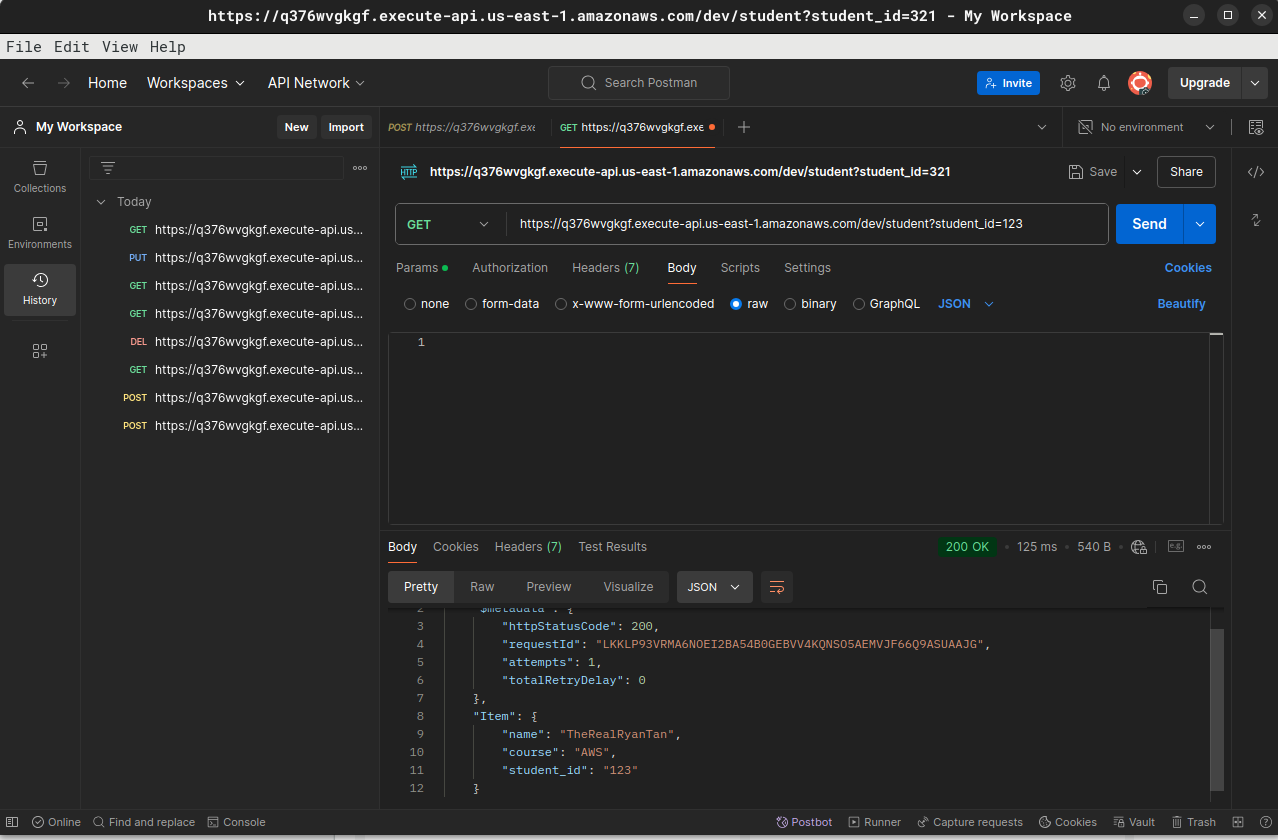 https://q376wvgkgf.execute-api.us-east-1.amazonaws.com/dev/student?student_id=321 - My Workspace
File Edit View Help
Home Workspaces API Network Search Postman Invite Upgrade
My Workspace New Import POST https://q376wvgkgf.exe GET https://q376wvgkgf.exe No environment
Collections
Environments
History
Today
GET https://q376wvgkgf.execute-api.us...
PUT https://q376wvgkgf.execute-api.us...
GET https://q376wvgkgf.execute-api.us...
GET https://q376wvgkgf.execute-api.us...
DEL https://q376wvgkgf.execute-api.us...
GET https://q376wvgkgf.execute-api.us...
POST https://q376wvgkgf.execute-api.us...
POST https://q376wvgkgf.execute-api.us...
HTTP https://q376wvgkgf.execute-api.us-east-1.amazonaws.com/dev/student?student_id=321 Save Share
GET https://q376wvgkgf.execute-api.us-east-1.amazonaws.com/dev/student?student_id=123 Send
Params Authorization Headers (7) Body Scripts Settings Cookies
none form-data x-www-form-urlencoded raw binary GraphQL JSON Beautify
1
Body Cookies Headers (7) Test Results 200 OK 125 ms 540 B e.g.
Pretty Raw Preview Visualize JSON
2 "$metadata": {
3 "httpStatusCode": 200,
4 "requestId": "LKKLP93VRMA6NOEI2BA54B0GEBVV4KQNSO5AEMVJF66Q9ASUAAJG",
5 "attempts": 1,
6 "totalRetryDelay": 0
7 },
8 "Item": {
9 "name": "TheRealRyanTan",
10 "course": "AWS",
11 "student_id": "123"
12 }
Online Find and replace Console Postbot Runner Capture requests Cookies Vault Trash